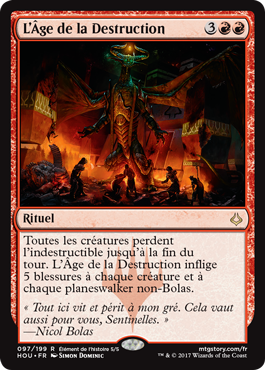 L'Âge de la Destruction 3
Rituel
Toutes les créatures perdent
l'indestructible jusqu'à la fin du
tour. L'Âge de la Destruction inflige
5 blessures à chaque créature et à
chaque planeswalker non-Bolas.
« Tout ici vit et périt à mon gré. Cela vaut
aussi pour vous, Sentinelles. »
—Nicol Bolas
097/199 R Élément de l'histoire 5/5 mtgstory.com/fr
HOU • FR Simon Dominic ™ & © 2017 Wizards of the Coast